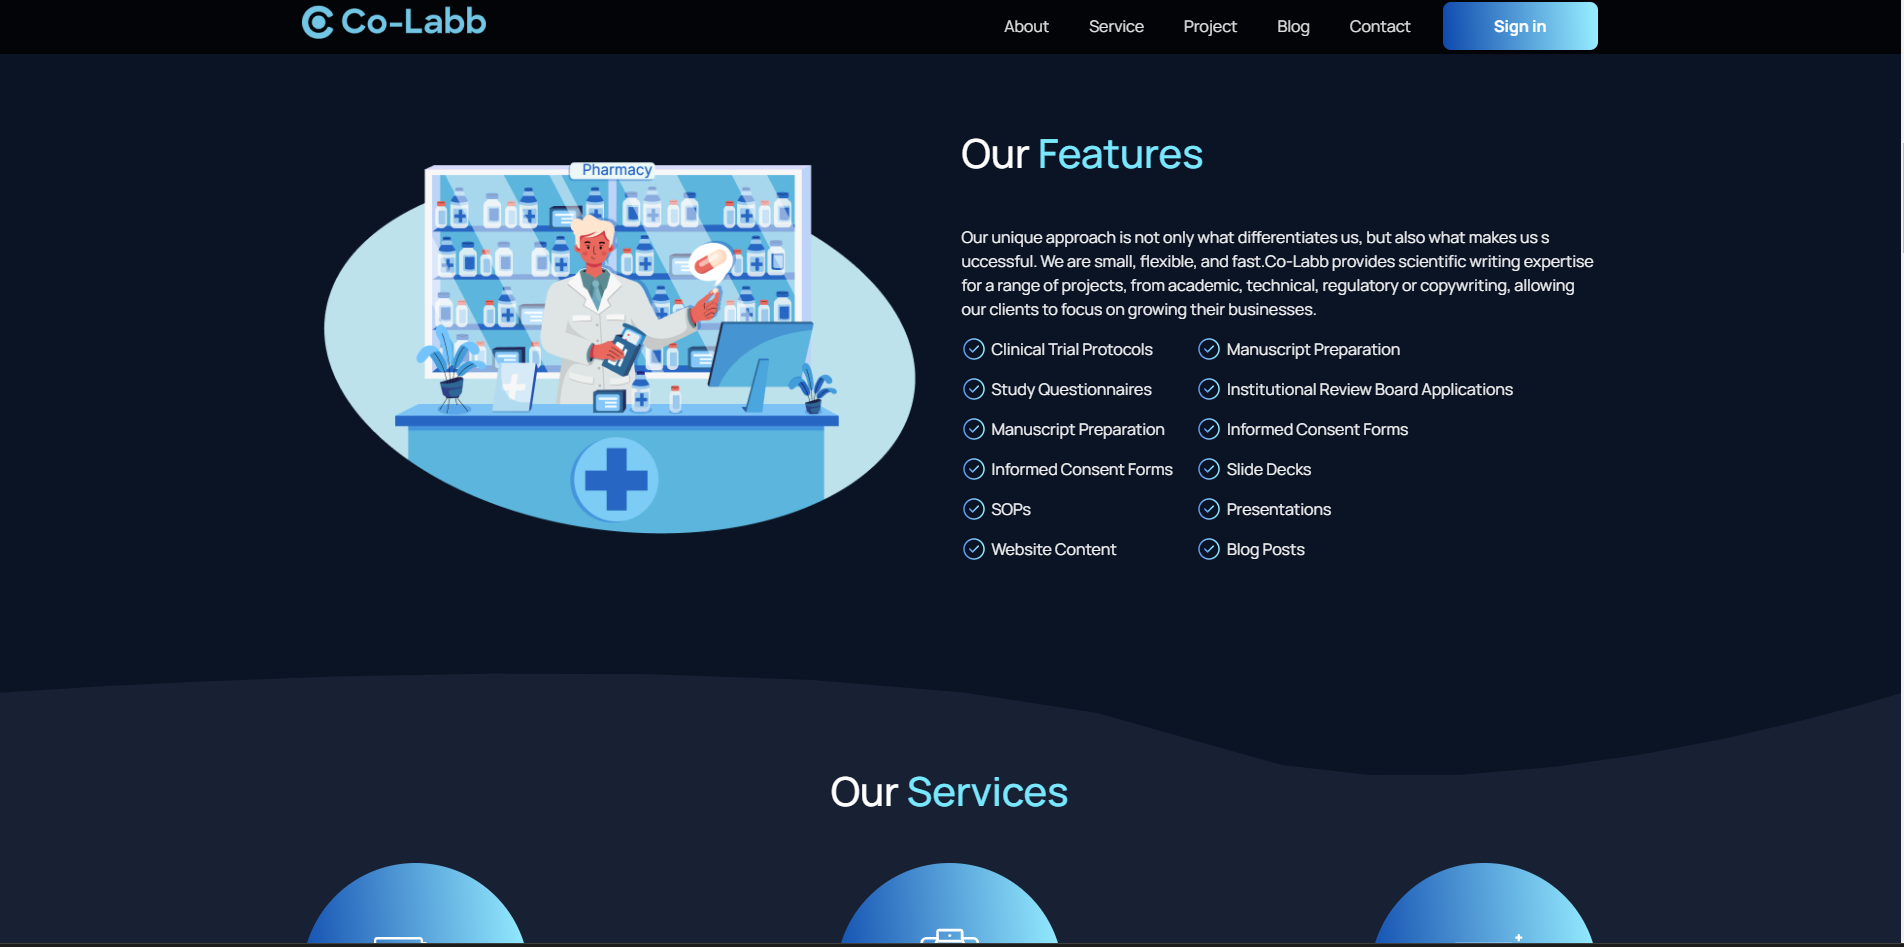 Co-Labb
About
Service
Project
Blog
Contact
Sign in
Pharmacy
Our Features
Our unique approach is not only what differentiates us, but also what makes us s
uccessful. We are small, flexible, and fast.Co-Labb provides scientific writing expertise
for a range of projects, from academic, technical, regulatory or copywriting, allowing
our clients to focus on growing their businesses.
Clinical Trial Protocols
Manuscript Preparation
Study Questionnaires
Institutional Review Board Applications
Manuscript Preparation
Informed Consent Forms
Informed Consent Forms
Slide Decks
SOPs
Presentations
Website Content
Blog Posts
Our Services